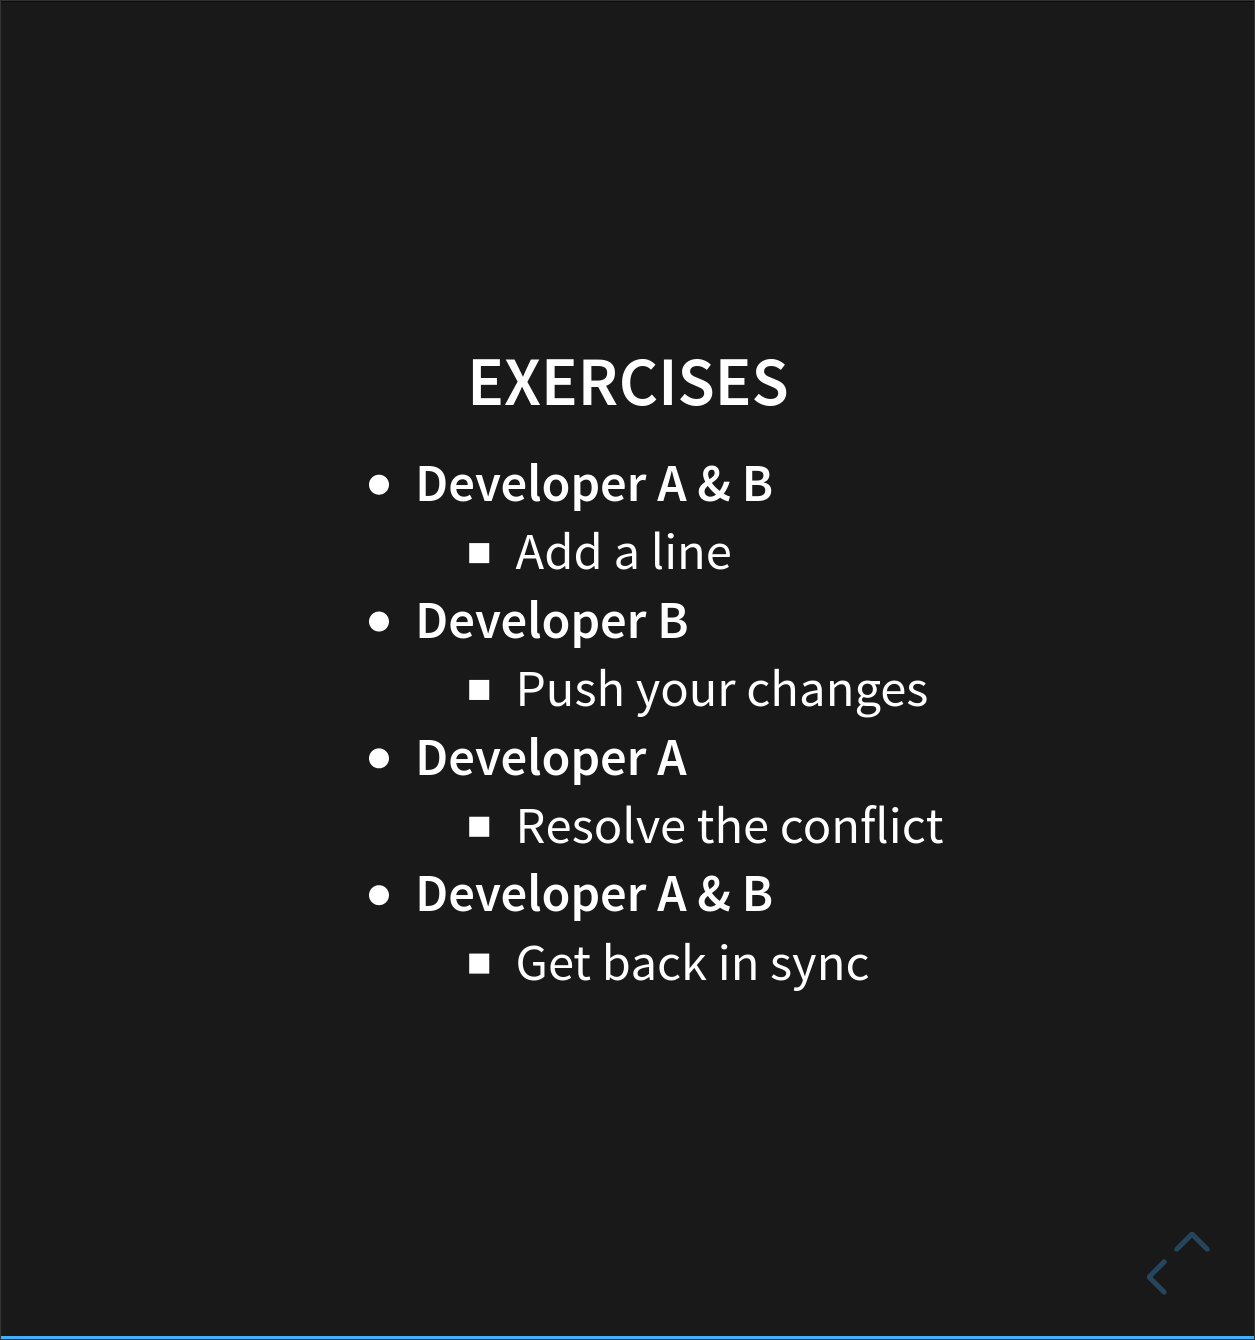 EXERCISES
Developer A & B
Add a line
Developer B
Push your changes
Developer A
Resolve the conflict
Developer A & B
Get back in sync